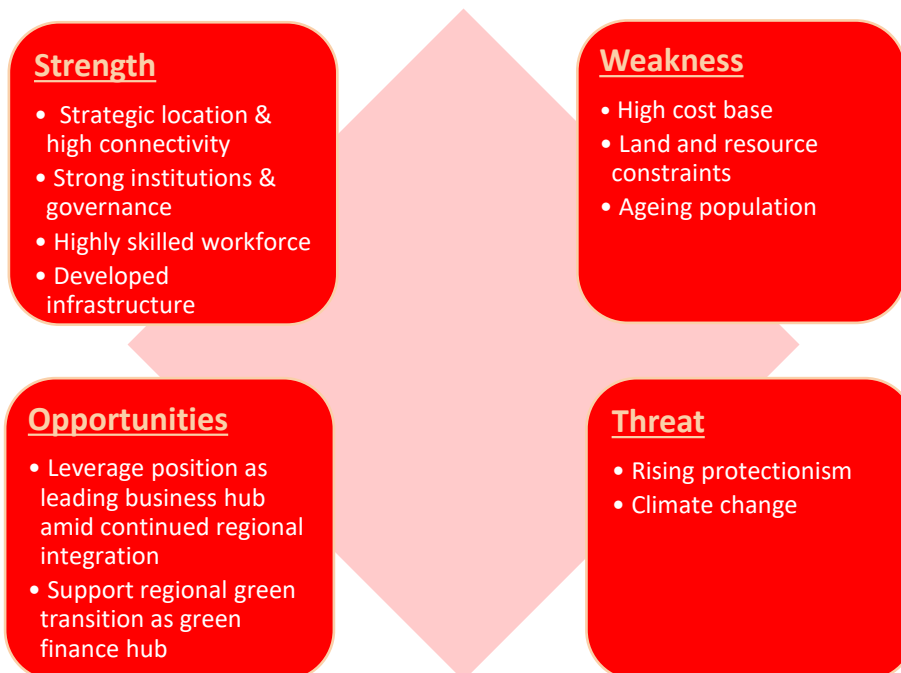 Strength
• Strategic location &
high connectivity
• Strong institutions &
governance
• Highly skilled workforce
• Developed
infrastructure
Weakness
• High cost base
• Land and resource
constraints
• Ageing population
Opportunities
• Leverage position as
leading business hub
amid continued regional
integration
• Support regional green
transition as green
finance hub
Threat
• Rising protectionism
• Climate change